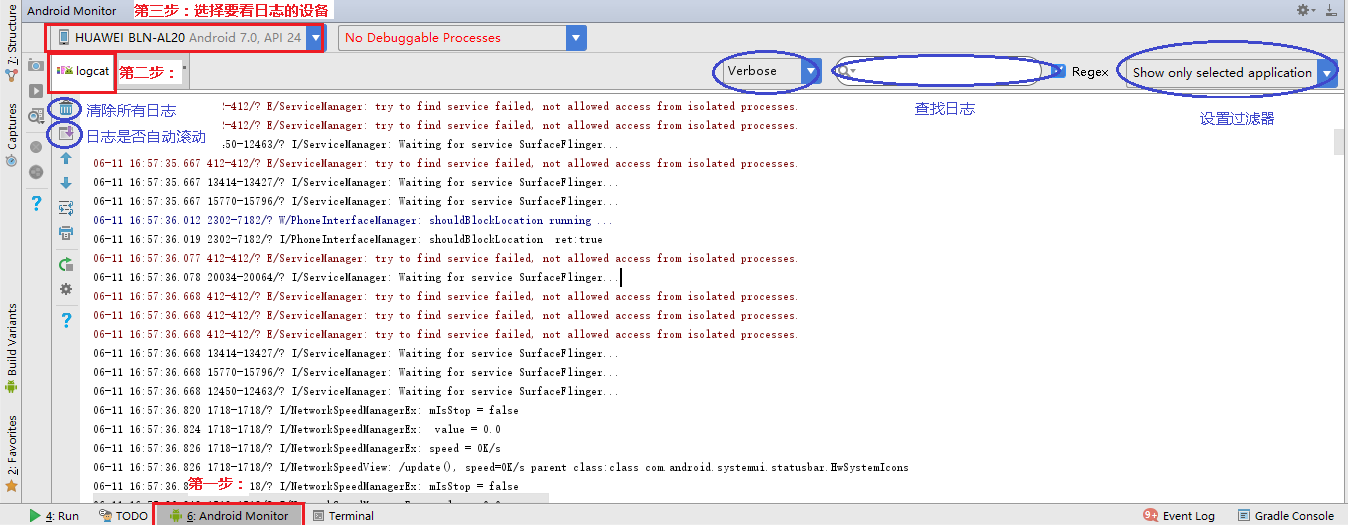 Android Monitor
第三步：选择要看日志的设备
HUAWEI BLN-AL20 Android 7.0, API 24
No Debuggable Processes
logcat
第二步：
Verbose
Regex
Show only selected application
清除所有日志
日志是否自动滚动
查找日志
设置过滤器
2-412/? E/ServiceManager: try to find service failed, not allowed access from isolated processes.
2-412/? E/ServiceManager: try to find service failed, not allowed access from isolated processes.
450-12463/? I/ServiceManager: Waiting for service SurfaceFlinger...
06-11 16:57:35.667 412-412/? E/ServiceManager: try to find service failed, not allowed access from isolated processes.
06-11 16:57:35.667 13414-13427/? I/ServiceManager: Waiting for service SurfaceFlinger...
06-11 16:57:35.667 15770-15796/? I/ServiceManager: Waiting for service SurfaceFlinger...
06-11 16:57:36.012 2302-7182/? W/PhoneInterfaceManager: shouldBlockLocation running ...
06-11 16:57:36.019 2302-7182/? I/PhoneInterfaceManager: shouldBlockLocation  ret:true
06-11 16:57:36.077 412-412/? E/ServiceManager: try to find service failed, not allowed access from isolated processes.
06-11 16:57:36.078 20034-20064/? I/ServiceManager: Waiting for service SurfaceFlinger...
06-11 16:57:36.668 412-412/? E/ServiceManager: try to find service failed, not allowed access from isolated processes.
06-11 16:57:36.668 412-412/? E/ServiceManager: try to find service failed, not allowed access from isolated processes.
06-11 16:57:36.668 412-412/? E/ServiceManager: try to find service failed, not allowed access from isolated processes.
06-11 16:57:36.668 13414-13427/? I/ServiceManager: Waiting for service SurfaceFlinger...
06-11 16:57:36.668 15770-15796/? I/ServiceManager: Waiting for service SurfaceFlinger...
06-11 16:57:36.668 12450-12463/? I/ServiceManager: Waiting for service SurfaceFlinger...
06-11 16:57:36.820 1718-1718/? I/NetworkSpeedManagerEx: mIsStop = false
06-11 16:57:36.824 1718-1718/? I/NetworkSpeedManagerEx:  value = 0.0
06-11 16:57:36.826 1718-1718/? I/NetworkSpeedManagerEx: speed = 0K/s
06-11 16:57:36.826 1718-1718/? I/NetworkSpeedView: /update(), speed=0K/s parent class:class com.android.systemui.statusbar.HwSystemIcons
06-11 16:57:36.8
18/? I/NetworkSpeedManagerEx: mIsStop = false
第一步：
7: Structure
Captures
Build Variants
2: Favorites
4: Run
TODO
6: Android Monitor
Terminal
9+ Event Log
Gradle Console